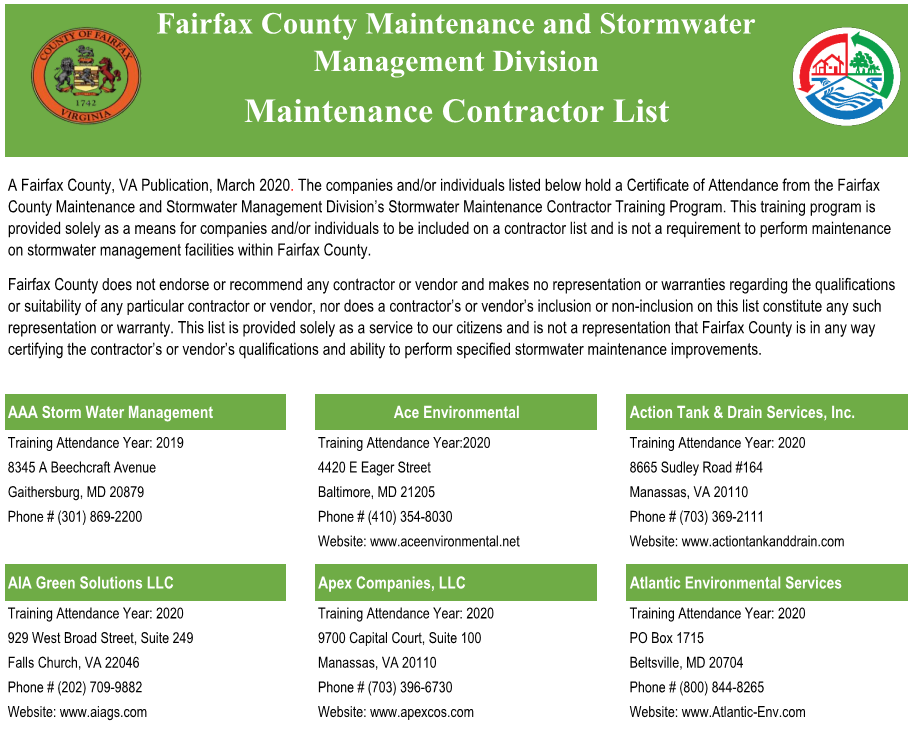 Fairfax County Maintenance and Stormwater
Management Division
Maintenance Contractor List
COUNTY OF FAIRFAX
1742
VIRGINIA
A Fairfax County, VA Publication, March 2020. The companies and/or individuals listed below hold a Certificate of Attendance from the Fairfax
County Maintenance and Stormwater Management Division’s Stormwater Maintenance Contractor Training Program. This training program is
provided solely as a means for companies and/or individuals to be included on a contractor list and is not a requirement to perform maintenance
on stormwater management facilities within Fairfax County.
Fairfax County does not endorse or recommend any contractor or vendor and makes no representation or warranties regarding the qualifications
or suitability of any particular contractor or vendor, nor does a contractor’s or vendor’s inclusion or non-inclusion on this list constitute any such
representation or warranty. This list is provided solely as a service to our citizens and is not a representation that Fairfax County is in any way
certifying the contractor’s or vendor’s qualifications and ability to perform specified stormwater maintenance improvements.
AAA Storm Water Management
Training Attendance Year: 2019
8345 A Beechcraft Avenue
Gaithersburg, MD 20879
Phone # (301) 869-2200
Ace Environmental
Training Attendance Year:2020
4420 E Eager Street
Baltimore, MD 21205
Phone # (410) 354-8030
Website: www.aceenvironmental.net
Action Tank & Drain Services, Inc.
Training Attendance Year: 2020
8665 Sudley Road #164
Manassas, VA 20110
Phone # (703) 369-2111
Website: www.actiontankanddrain.com
AIA Green Solutions LLC
Training Attendance Year: 2020
929 West Broad Street, Suite 249
Falls Church, VA 22046
Phone # (202) 709-9882
Website: www.aiags.com
Apex Companies, LLC
Training Attendance Year: 2020
9700 Capital Court, Suite 100
Manassas, VA 20110
Phone # (703) 396-6730
Website: www.apexcos.com
Atlantic Environmental Services
Training Attendance Year: 2020
PO Box 1715
Beltsville, MD 20704
Phone # (800) 844-8265
Website: www.Atlantic-Env.com